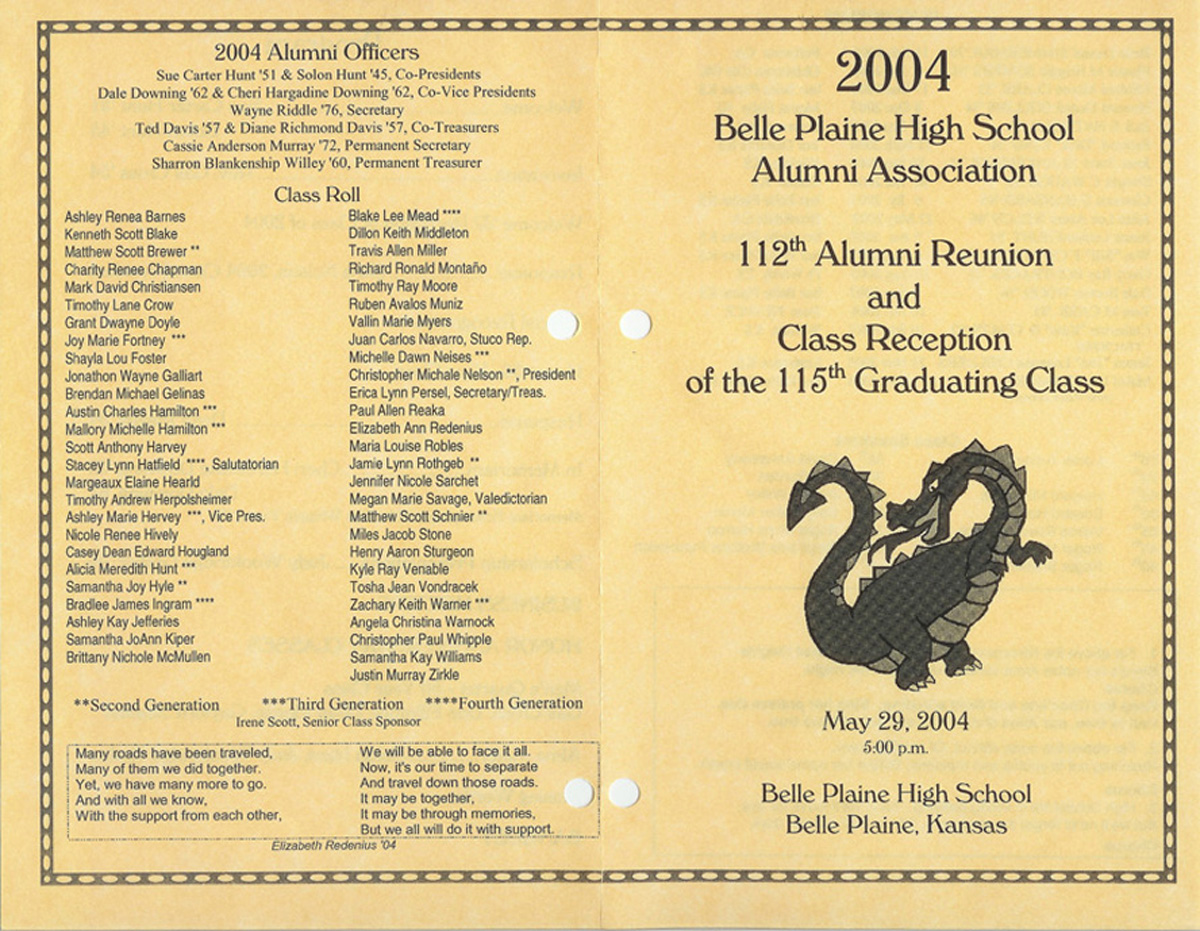 2004 Alumni Officers
Sue Carter Hunt '51 & Solon Hunt '45, Co-Presidents
Dale Downing '62 & Cheri Hargadine Downing '62, Co-Vice Presidents
Wayne Riddle '76, Secretary
Ted Davis '57 & Diane Richmond Davis '57, Co-Treasurers
Cassie Anderson Murray '72, Permanent Secretary
Sharron Blankenship Willey '60, Permanent Treasurer
Class Roll
Ashley Renea Barnes
Kenneth Scott Blake
Matthew Scott Brewer **
Charity Renee Chapman
Mark David Christiansen
Timothy Lane Crow
Grant Dwayne Doyle
Joy Marie Fortney ***
Shayla Lou Foster
Jonathon Wayne Galliart
Brendan Michael Gelinas
Austin Charles Hamilton ***
Mallory Michelle Hamilton ***
Scott Anthony Harvey
Stacey Lynn Hatfield ****, Salutatorian
Margeaux Elaine Hearld
Timothy Andrew Herpolsheimer
Ashley Marie Hervey ***, Vice Pres.
Nicole Renee Hively
Casey Dean Edward Hougland
Alicia Meredith Hunt ***
Samantha Joy Hyle **
Bradlee James Ingram ****
Ashley Kay Jefferies
Samantha JoAnn Kiper
Brittany Nichole McMullen
Blake Lee Mead ****
Dillon Keith Middleton
Travis Allen Miller
Richard Ronald Montaño
Timothy Ray Moore
Ruben Avalos Muniz
Vallin Marie Myers
Juan Carlos Navarro, Stuco Rep.
Michelle Dawn Neises ***
Christopher Michale Nelson **, President
Erica Lynn Persel, Secretary/Treas.
Paul Allen Reaka
Elizabeth Ann Redenius
Maria Louise Robles
Jamie Lynn Rothgeb **
Jennifer Nicole Sarchet
Megan Marie Savage, Valedictorian
Matthew Scott Schnier **
Miles Jacob Stone
Henry Aaron Sturgeon
Kyle Ray Venable
Tosha Jean Vondracek
Zachary Keith Warner ***
Angela Christina Warnock
Christopher Paul Whipple
Samantha Kay Williams
Justin Murray Zirkle
**Second Generation ***Third Generation ****Fourth Generation
Irene Scott, Senior Class Sponsor
Many roads have been traveled,
Many of them we did together.
Yet, we have many more to go.
And with all we know,
With the support from each other,
We will be able to face it all.
Now, it's our time to separate
And travel down those roads.
It may be together,
It may be through memories,
But we all will do it with support.
Elizabeth Redenius '04
2004
Belle Plaine High School
Alumni Association
112th Alumni Reunion
and
Class Reception
of the 115th Graduating Class
May 29, 2004
5:00 p.m.
Belle Plaine High School
Belle Plaine, Kansas